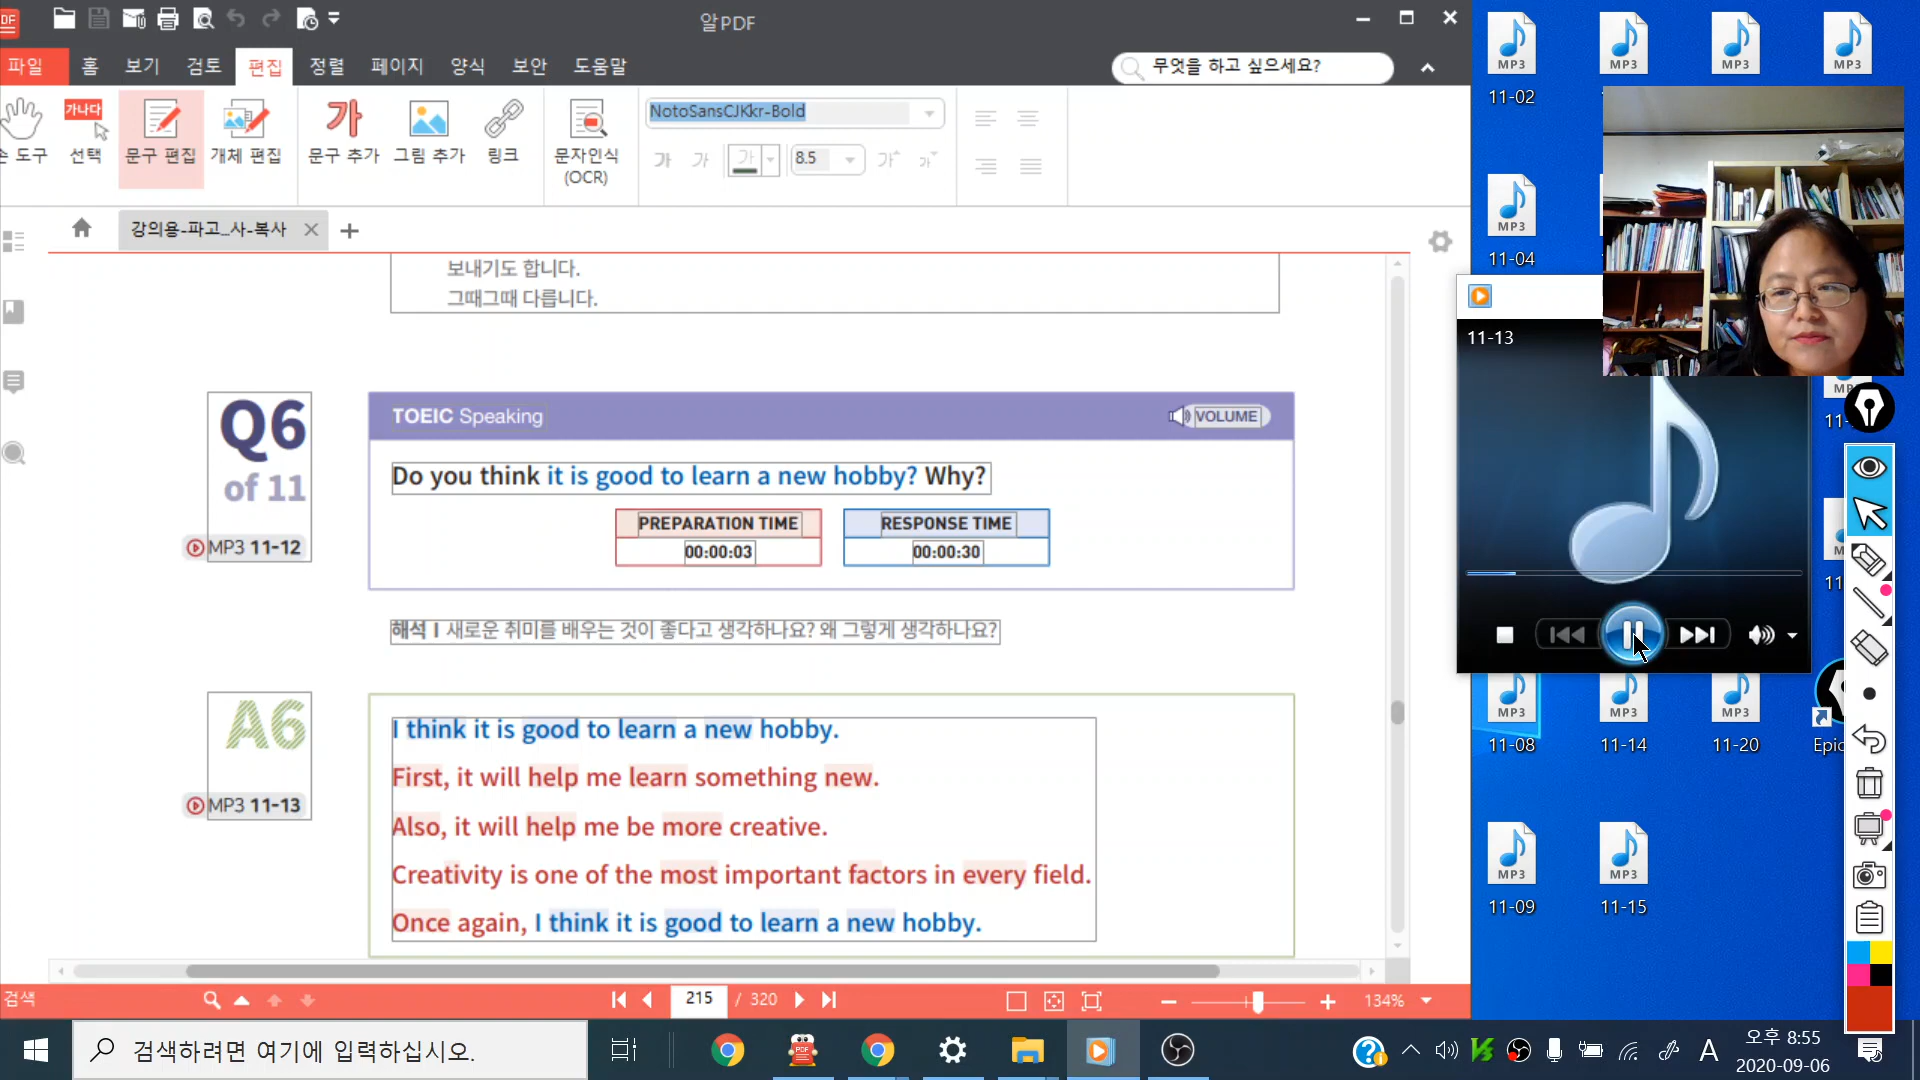 알PDF
파일 홈 보기 검토 편집 정렬 페이지 양식 보안 도움말
무엇을 하고 싶으세요?
손 도구
가나다
선택
문구 편집
개체 편집
가
문구 추가
그림 추가
링크
문자인식
(OCR)
NotoSansCJKkr-Bold
가 가 가 8.5 가 가
강의용-파고_사-복사
보내기도 합니다.
그때그때 다릅니다.
Q6
of 11
MP3 11-12
TOEIC Speaking
VOLUME
Do you think it is good to learn a new hobby? Why?
PREPARATION TIME
00:00:03
RESPONSE TIME
00:00:30
해석 I 새로운 취미를 배우는 것이 좋다고 생각하나요? 왜 그렇게 생각하나요?
A6
MP3 11-13
I think it is good to learn a new hobby.
First, it will help me learn something new.
Also, it will help me be more creative.
Creativity is one of the most important factors in every field.
Once again, I think it is good to learn a new hobby.
검색
215 / 320
134%
MP3
11-02
MP3
MP3
MP3
MP3
11-04
11-13
MP3
11-08
MP3
11-14
MP3
11-20
Epic
MP3
11-09
MP3
11-15
검색하려면 여기에 입력하십시오.
PDF
A
오후 8:55
2020-09-06